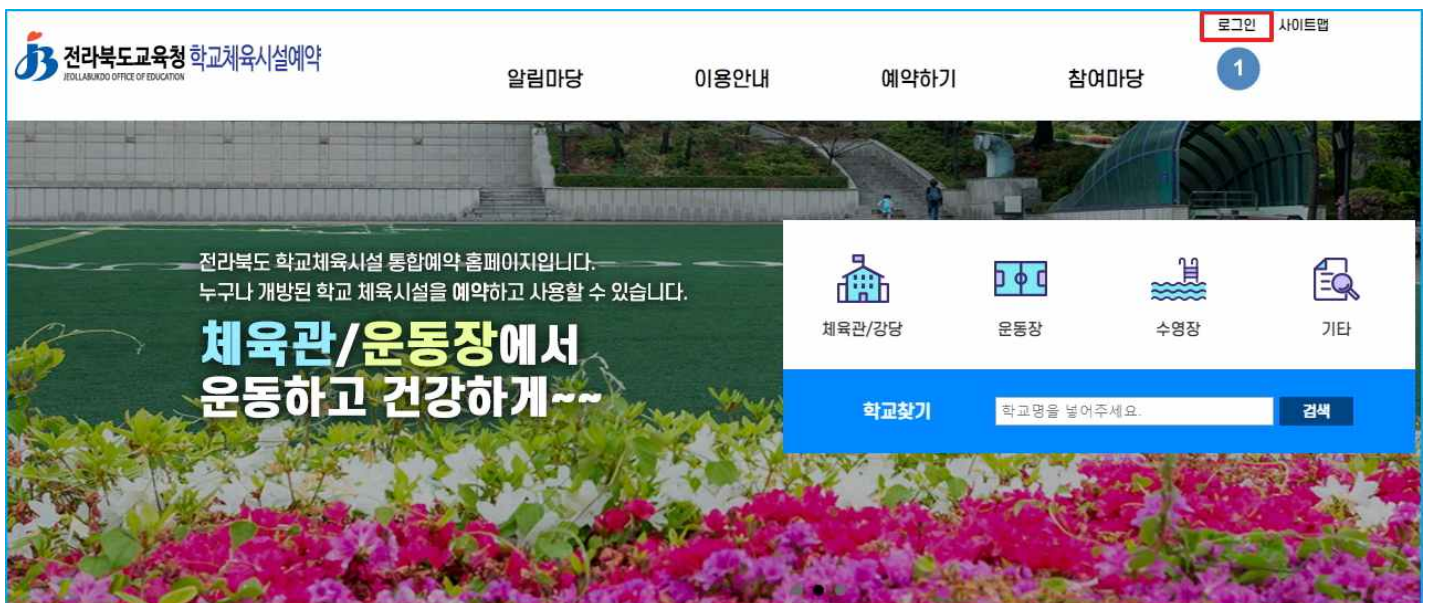 로그인 사이트맵
전라북도교육청 학교체육시설예약
JEOLLABUKDO OFFICE OF EDUCATION
알림마당 이용안내 예약하기 참여마당
1
전라북도 학교체육시설 통합예약 홈페이지입니다.
누구나 개방된 학교 체육시설을 예약하고 사용할 수 있습니다.
체육관/운동장에서
운동하고 건강하게~~
체육관/강당 운동장 수영장 기타
학교찾기 학교명을 넣어주세요. 검색